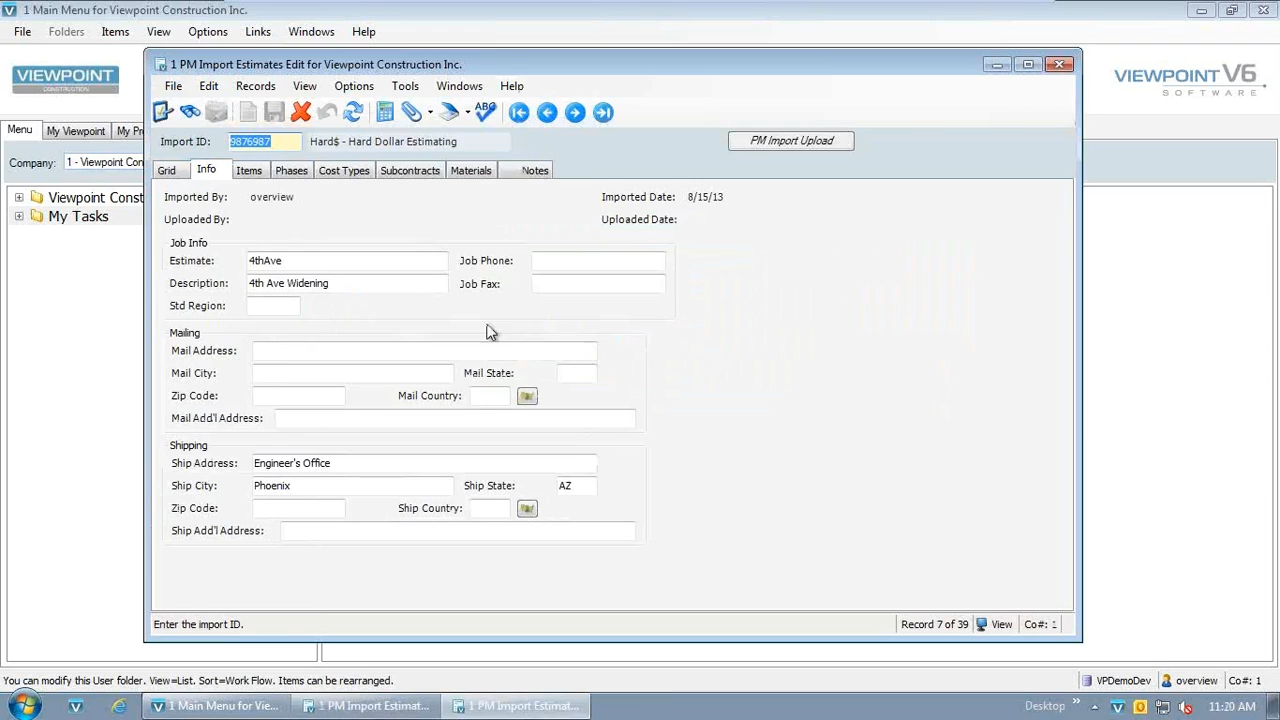 1 Main Menu for Viewpoint Construction Inc.
File Folders Items View Options Links Windows Help
VIEWPOINT
CONSTRUCTION
VIEWPOINT V6
SOFTWARE
Menu My Viewpoint My Pr
Company: 1 - Viewpoint Con
Viewpoint Const
My Tasks
1 PM Import Estimates Edit for Viewpoint Construction Inc.
File Edit Records View Options Tools Windows Help
ABC
Import ID: 9876987 Hard$ - Hard Dollar Estimating PM Import Upload
Grid Info Items Phases Cost Types Subcontracts Materials Notes
Imported By: overview Imported Date: 8/15/13
Uploaded By: Uploaded Date:
Job Info
Estimate: 4thAve Job Phone:
Description: 4th Ave Widening Job Fax:
Std Region:
Mailing
Mail Address:
Mail City: Mail State:
Zip Code: Mail Country:
Mail Add'l Address:
Shipping
Ship Address: Engineer's Office
Ship City: Phoenix Ship State: AZ
Zip Code: Ship Country:
Ship Add'l Address:
Enter the import ID. Record 7 of 39 View Co#: 1
You can modify this User folder. View=List. Sort=Work Flow. Items can be rearranged. VPDemoDev overview Co#: 1
1 Main Menu for Vie... 1 PM Import Estimat... 1 PM Import Estimat... Desktop 11:20 AM